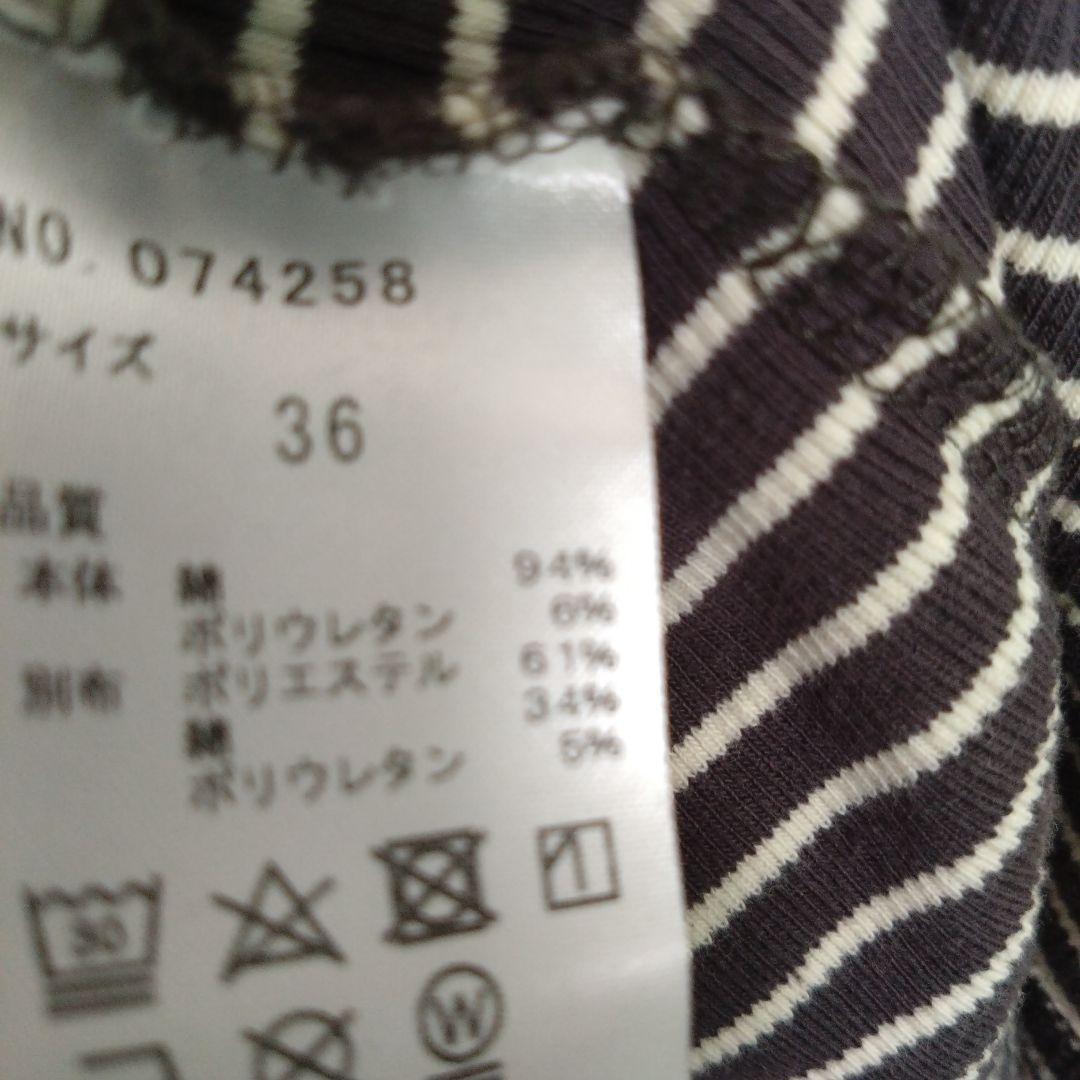 NO. 074258
サイズ
36
品質
本体 綿 94%
ポリウレタン 6%
別布 ポリエステル 61%
綿 34%
ポリウレタン 5%
30
W